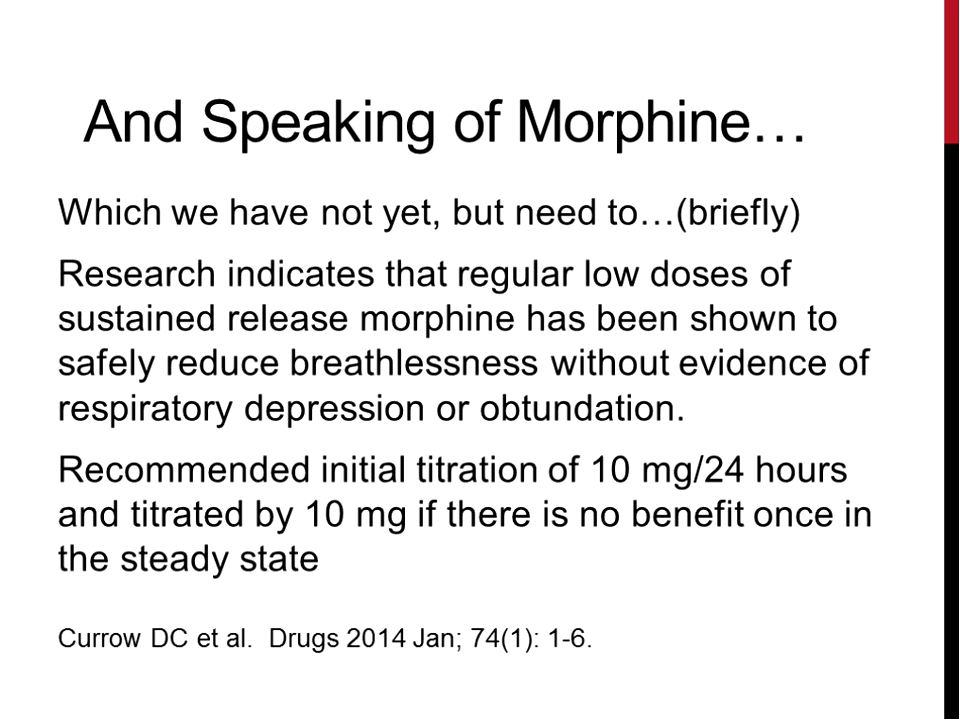 And Speaking of Morphine…
Which we have not yet, but need to…(briefly)
Research indicates that regular low doses of
sustained release morphine has been shown to
safely reduce breathlessness without evidence of
respiratory depression or obtundation.
Recommended initial titration of 10 mg/24 hours
and titrated by 10 mg if there is no benefit once in
the steady state
Currow DC et al.  Drugs 2014 Jan; 74(1): 1-6.